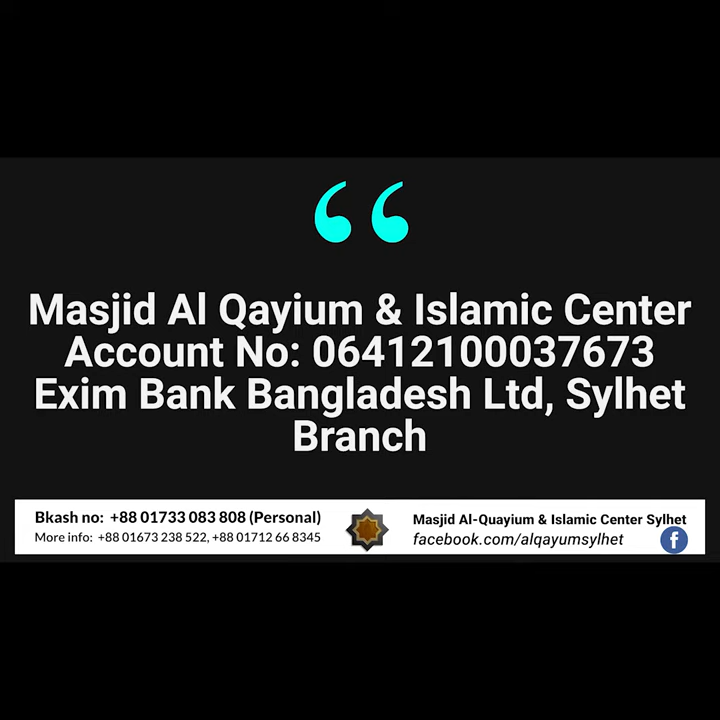 Masjid Al Qayium & Islamic Center
Account No: 06412100037673
Exim Bank Bangladesh Ltd, Sylhet
Branch
Bkash no: +88 01733 083 808 (Personal)
More info: +88 01673 238 522, +88 01712 66 8345
Masjid Al-Quayium & Islamic Center Sylhet
facebook.com/alqayumsylhet